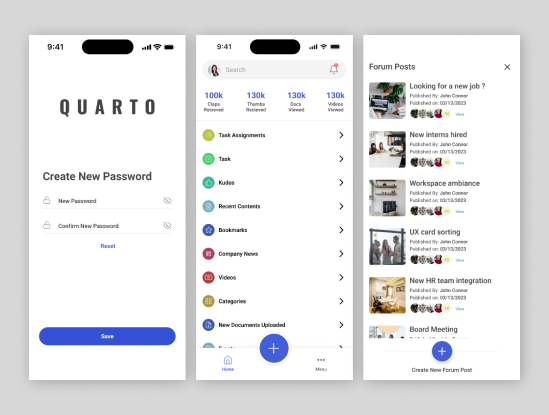 9:41
QUARTO
Create New Password
New Password
Confirm New Password
Reset
Save
9:41
Search
100k
Claps
Recieved
130k
Thumbs
Recieved
130k
Docs
Viewed
130k
Videos
Viewed
Task Assignments
Task
Kudos
Recent Contents
Bookmarks
Company News
Videos
Categories
New Documents Uploaded
Home
Menu
Forum Posts
Looking for a new job ?
Published By: John Connor
Published on: 03/13/2023
View
New interns hired
Published By: John Connor
Published on: 03/13/2023
View
Workspace ambiance
Published By: John Connor
Published on: 03/13/2023
View
UX card sorting
Published By: John Connor
Published on: 03/13/2023
View
New HR team integration
Published By: John Connor
Published on: 03/13/2023
View
Board Meeting
Create New Forum Post